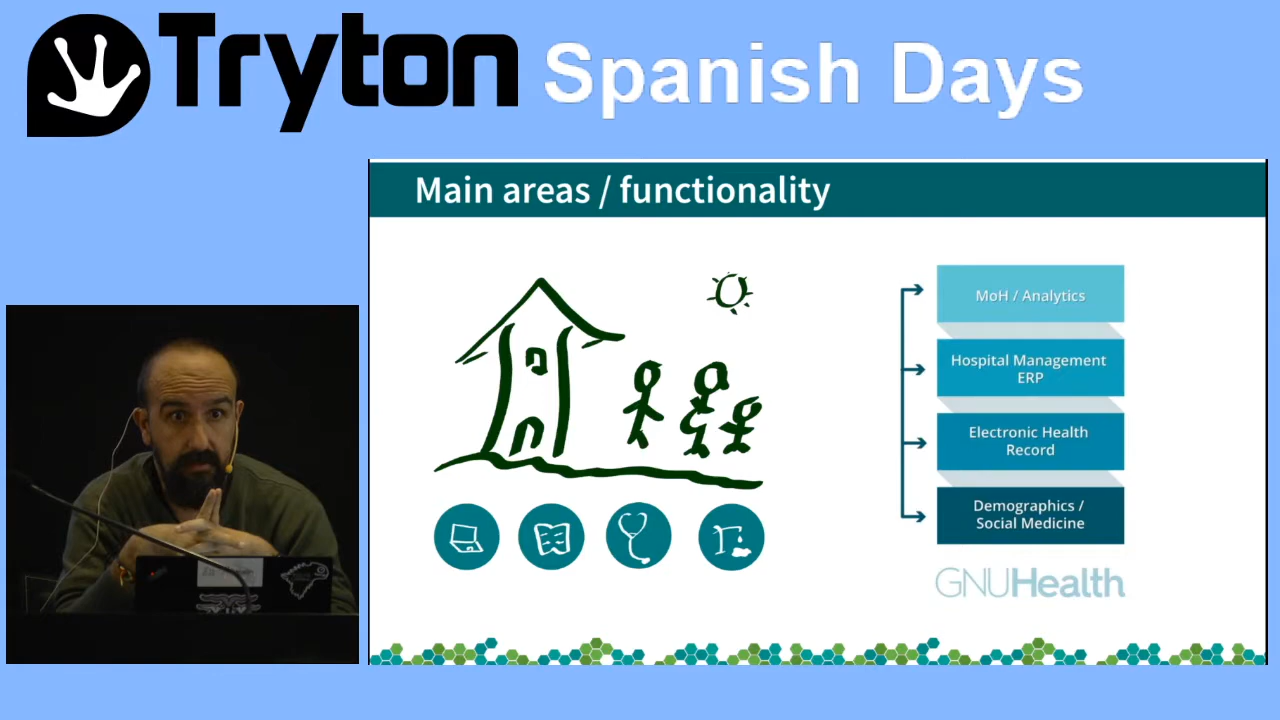 Tryton Spanish Days
Main areas / functionality
MoH / Analytics
Hospital Management
ERP
Electronic Health
Record
Demographics /
Social Medicine
GNUHealth